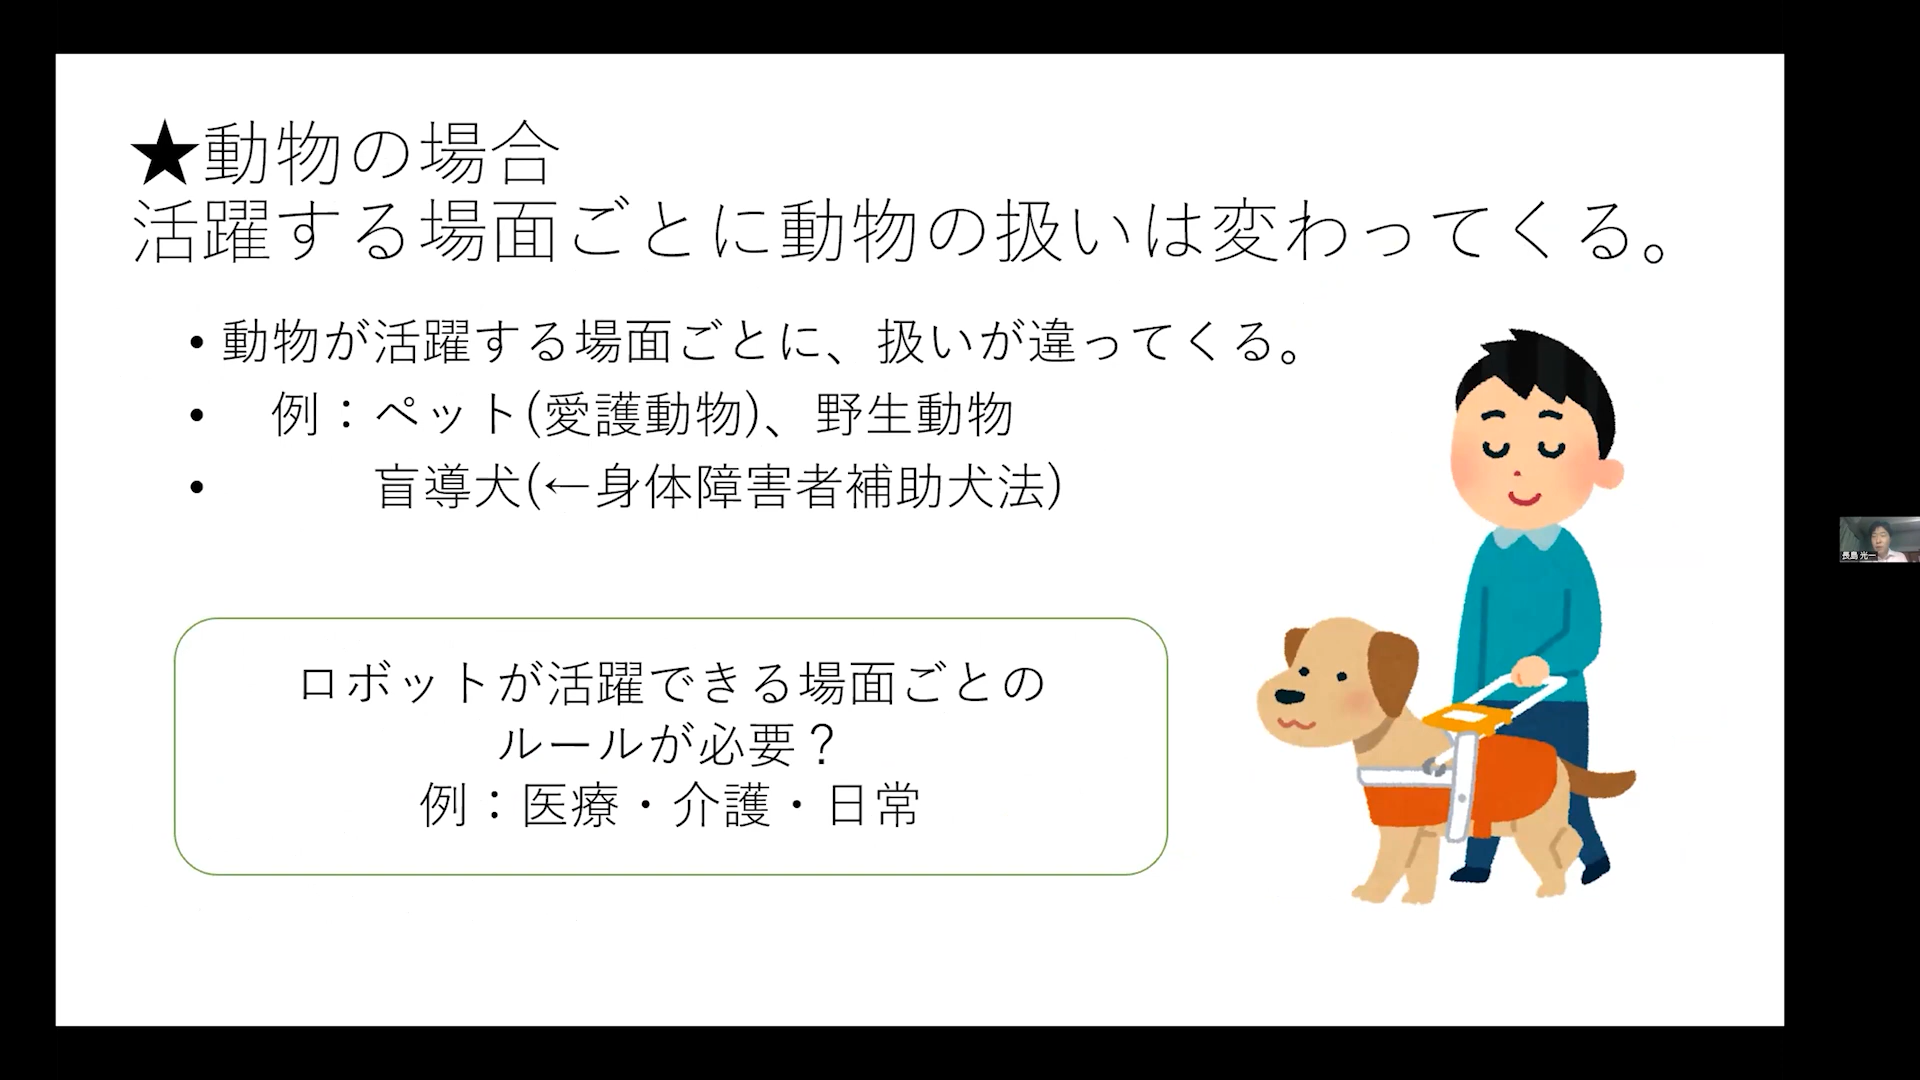 ★動物の場合
活躍する場面ごとに動物の扱いは変わってくる。
• 動物が活躍する場面ごとに、扱いが違ってくる。
• 例：ペット(愛護動物)、野生動物
• 盲導犬(←身体障害者補助犬法)
ロボットが活躍できる場面ごとの
ルールが必要？
例：医療・介護・日常
長島 光一